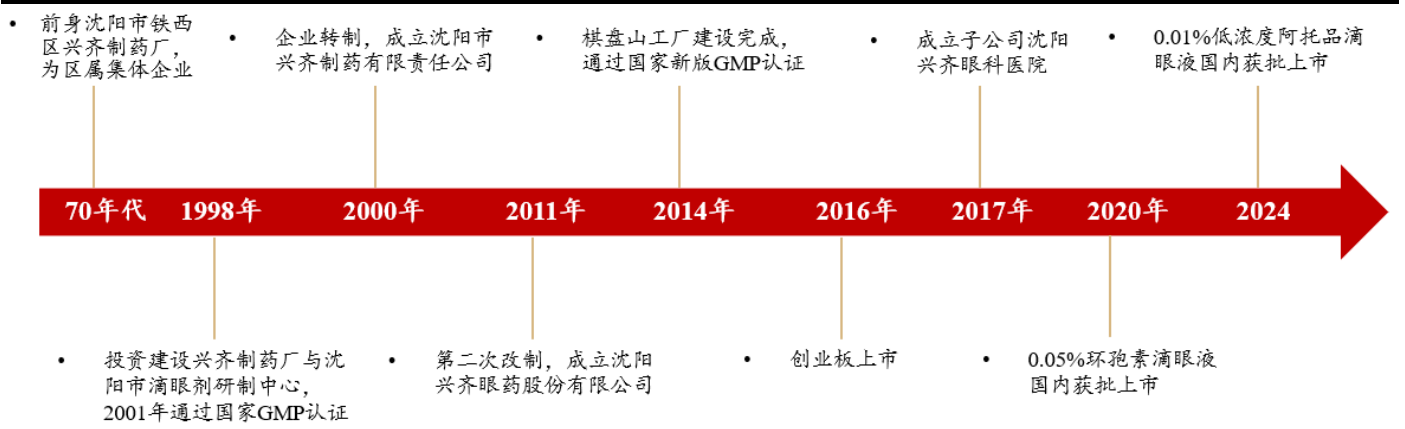 • 前身沈阳市铁西
区兴齐制药厂，
为区属集体企业
• 企业转制，成立沈阳市
兴齐制药有限责任公司
• 棋盘山工厂建设完成，
通过国家新版GMP认证
• 成立子公司沈阳
兴齐眼科医院
• 0.01%低浓度阿托品滴
眼液国内获批上市
70年代 1998年 2000年 2011年 2014年 2016年 2017年 2020年 2024
• 投资建设兴齐制药厂与沈
阳市滴眼剂研制中心，
2001年通过国家GMP认证
• 第二次改制，成立沈阳
兴齐眼药股份有限公司
• 创业板上市
• 0.05%环孢素滴眼液
国内获批上市